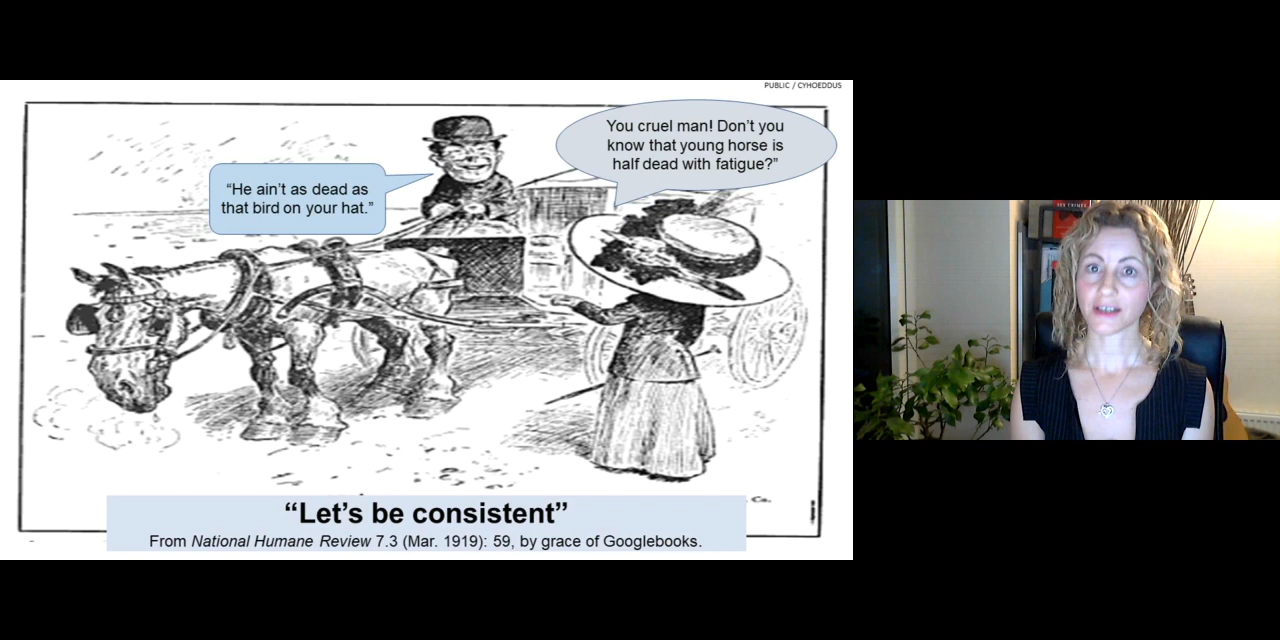 PUBLIC / CYHOEDDUS
You cruel man! Don’t you
know that young horse is
half dead with fatigue?”
“He ain’t as dead as
that bird on your hat.”
Co.
“Let’s be consistent”
From National Humane Review 7.3 (Mar. 1919): 59, by grace of Googlebooks.